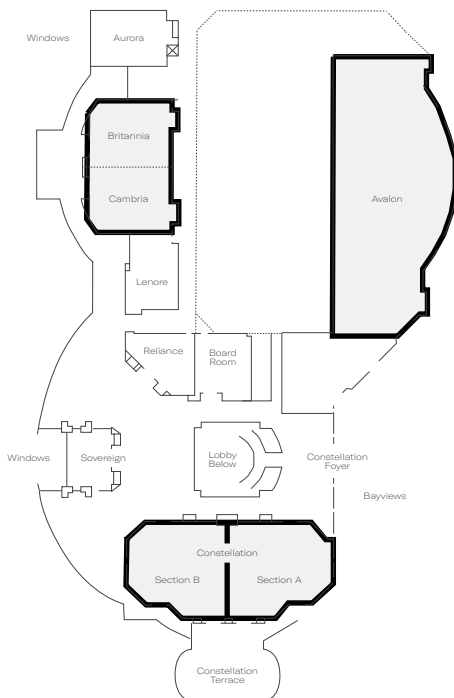 Windows
Aurora
Britannia
Cambria
Avalon
Lenore
Reliance
Board
Room
Windows
Sovereign
Lobby
Below
Constellation
Foyer
Bayviews
Constellation
Section B
Section A
Constellation
Terrace